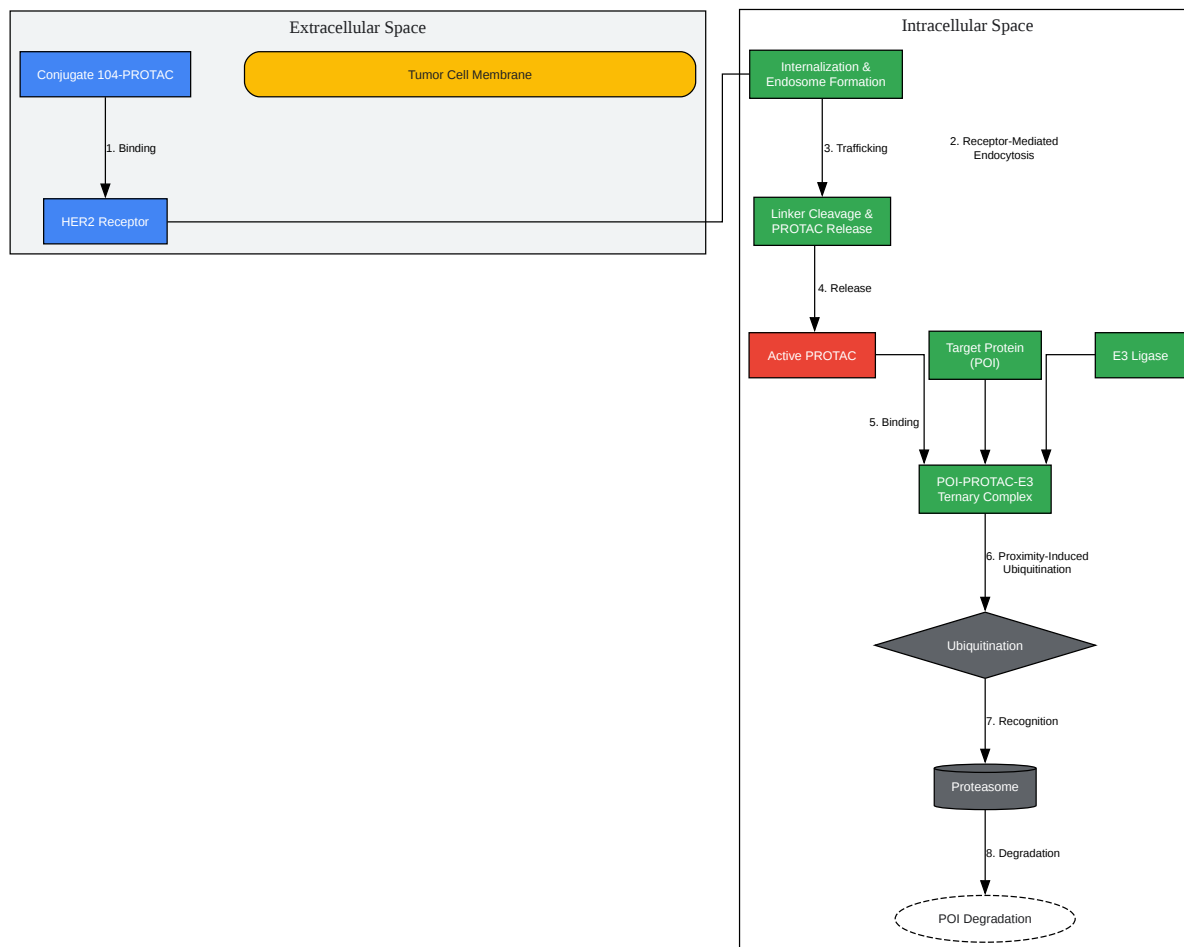 Extracellular Space
Conjugate 104-PROTAC
Tumor Cell Membrane
1. Binding
HER2 Receptor
Intracellular Space
Internalization &
Endosome Formation
2. Receptor-Mediated
Endocytosis
3. Trafficking
Linker Cleavage &
PROTAC Release
4. Release
Active PROTAC
Target Protein
(POI)
E3 Ligase
5. Binding
POI-PROTAC-E3
Ternary Complex
6. Proximity-Induced
Ubiquitination
Ubiquitination
7. Recognition
Proteasome
8. Degradation
POI Degradation